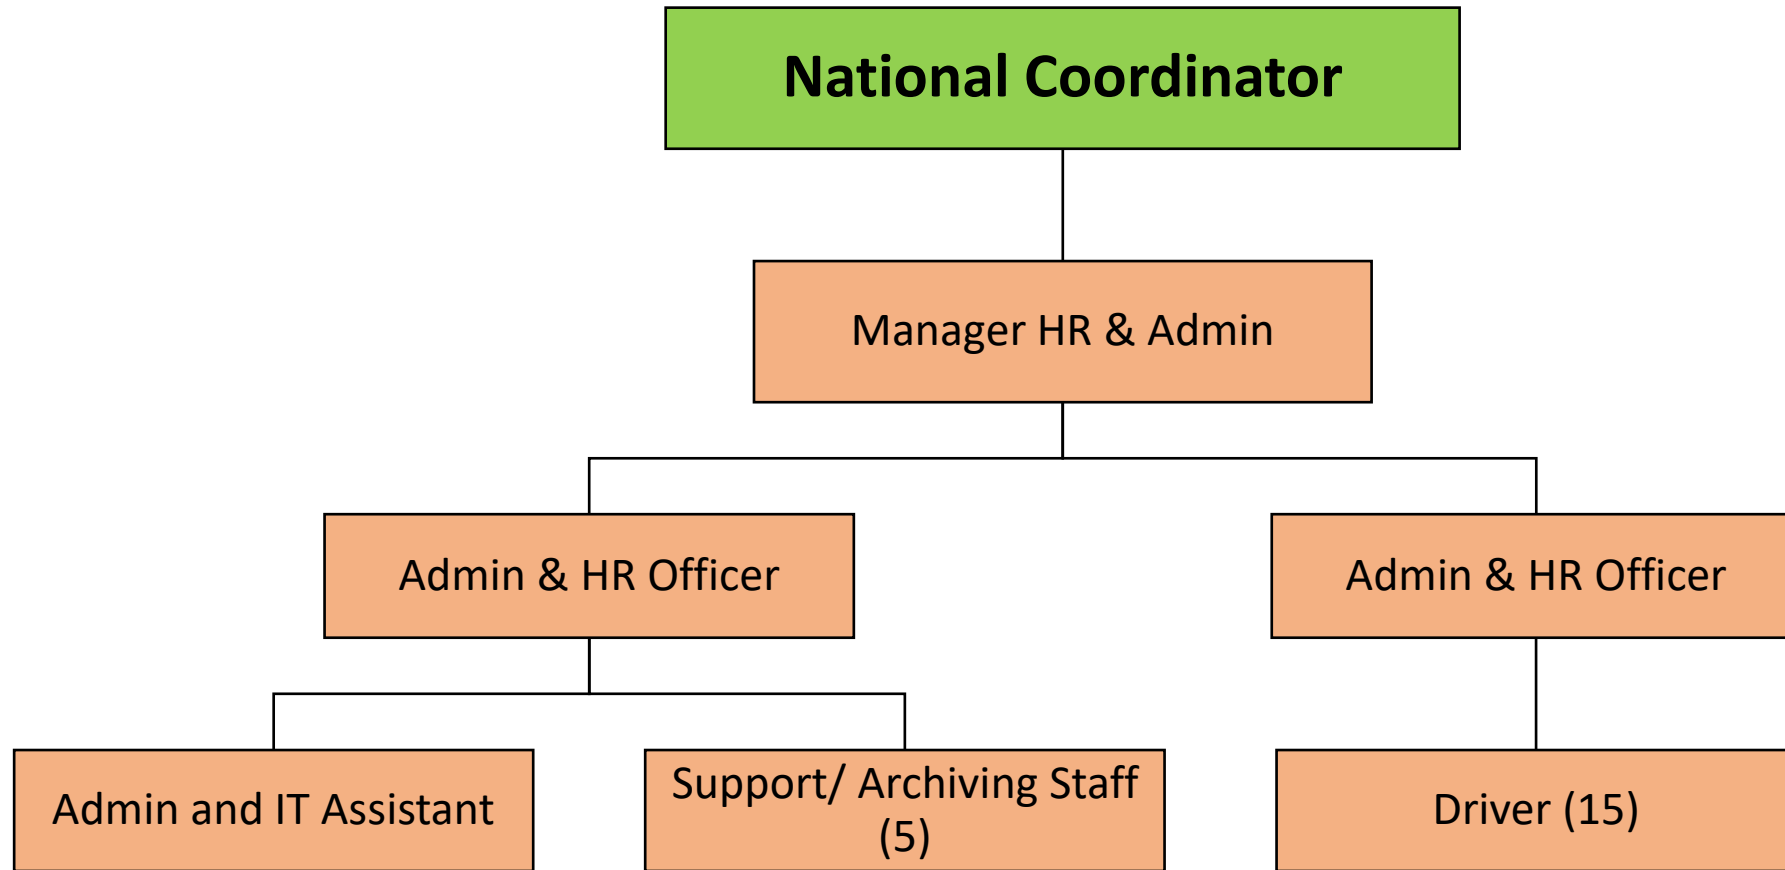 National Coordinator
Manager HR & Admin
Admin & HR Officer
Admin & HR Officer
Admin and IT Assistant
Support/ Archiving Staff
(5)
Driver (15)